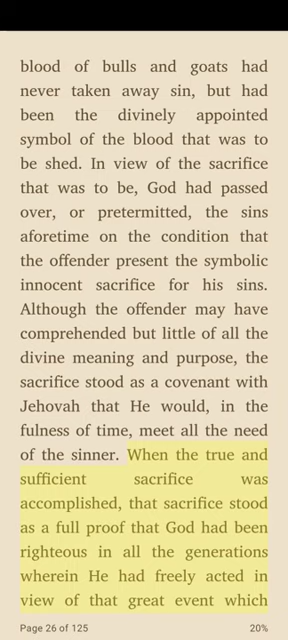 blood of bulls and goats had
never taken away sin, but had
been the divinely appointed
symbol of the blood that was to
be shed. In view of the sacrifice
that was to be, God had passed
over, or pretermitted, the sins
aforetime on the condition that
the offender present the symbolic
innocent sacrifice for his sins.
Although the offender may have
comprehended but little of all the
divine meaning and purpose, the
sacrifice stood as a covenant with
Jehovah that He would, in the
fulness of time, meet all the need
of the sinner. When the true and
sufficient sacrifice was
accomplished, that sacrifice stood
as a full proof that God had been
righteous in all the generations
wherein He had freely acted in
view of that great event which
Page 26 of 125 20%